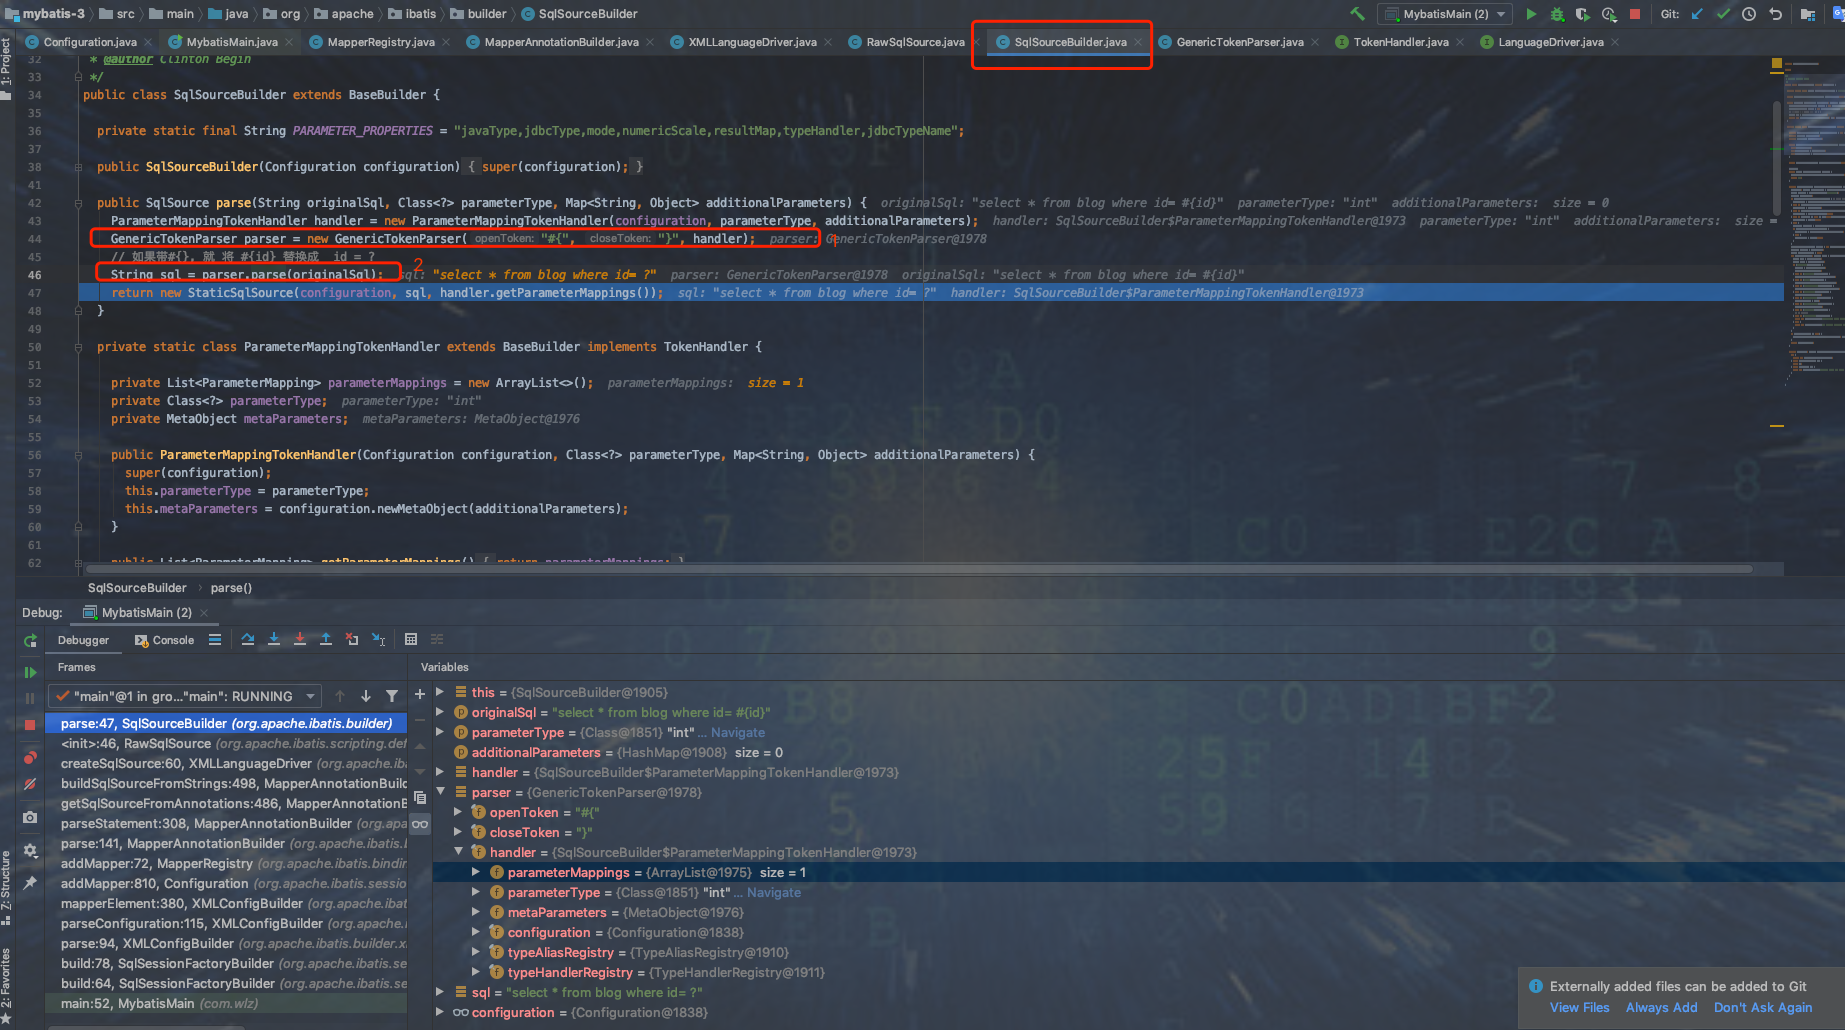 mybatis-3 src main java org apache ibatis builder SqlSourceBuilder MybatisMain (2) Git:
Configuration.java MybatisMain.java MapperRegistry.java MapperAnnotationBuilder.java XMLLanguageDriver.java RawSqlSource.java SqlSourceBuilder.java GenericTokenParser.java TokenHandler.java LanguageDriver.java
1: Project
32 * @author Clinton Begin
33 */
34 public class SqlSourceBuilder extends BaseBuilder {
35
36 private static final String PARAMETER_PROPERTIES = "javaType,jdbcType,mode,numericScale,resultMap,typeHandler,jdbcTypeName";
37
38 public SqlSourceBuilder(Configuration configuration) { super(configuration); }
41
42 public SqlSource parse(String originalSql, Class<?> parameterType, Map<String, Object> additionalParameters) { originalSql: "select * from blog where id= #{id}" parameterType: "int" additionalParameters: size = 0
43 ParameterMappingTokenHandler handler = new ParameterMappingTokenHandler(configuration, parameterType, additionalParameters); handler: SqlSourceBuilder$ParameterMappingTokenHandler@1973 parameterType: "int" additionalParameters: size =
44 GenericTokenParser parser = new GenericTokenParser( openToken: "#{", closeToken: "}", handler); parser: GenericTokenParser@1978
// 如果带#{}, 就 将 #{id} 替换成 id = ?
46 String sql = parser.parse(originalSql); 2 sql: "select * from blog where id= ?" parser: GenericTokenParser@1978 originalSql: "select * from blog where id= #{id}"
47 return new StaticSqlSource(configuration, sql, handler.getParameterMappings()); sql: "select * from blog where id= ?" handler: SqlSourceBuilder$ParameterMappingTokenHandler@1973
48 }
49
50 private static class ParameterMappingTokenHandler extends BaseBuilder implements TokenHandler {
51
52 private List<ParameterMapping> parameterMappings = new ArrayList<>(); parameterMappings: size = 1
53 private Class<?> parameterType; parameterType: "int"
54 private MetaObject metaParameters; metaParameters: MetaObject@1976
55
56 public ParameterMappingTokenHandler(Configuration configuration, Class<?> parameterType, Map<String, Object> additionalParameters) {
57 super(configuration);
58 this.parameterType = parameterType;
59 this.metaParameters = configuration.newMetaObject(additionalParameters);
60 }
61
62 public List<ParameterMapping> getParameterMappings() { return parameterMappings; }
SqlSourceBuilder parse()
Debug: MybatisMain (2)
Debugger Console
Frames
"main"@1 in gro..."main": RUNNING
parse:47, SqlSourceBuilder (org.apache.ibatis.builder)
<init>:46, RawSqlSource (org.apache.ibatis.scripting.def
createSqlSource:60, XMLLanguageDriver (org.apache.iba
buildSqlSourceFromStrings:498, MapperAnnotationBuild
getSqlSourceFromAnnotations:486, MapperAnnotationB
parseStatement:308, MapperAnnotationBuilder (org.apa
parse:141, MapperAnnotationBuilder (org.apache.ibatis.
addMapper:72, MapperRegistry (org.apache.ibatis.bindin
addMapper:810, Configuration (org.apache.ibatis.sessio
mapperElement:380, XMLConfigBuilder (org.apache.iba
parseConfiguration:115, XMLConfigBuilder (org.apache.i
parse:94, XMLConfigBuilder (org.apache.ibatis.builder.x
build:78, SqlSessionFactoryBuilder (org.apache.ibatis.se
build:64, SqlSessionFactoryBuilder (org.apache.ibatis.se
main:52, MybatisMain (com.wlz)
Variables
this = {SqlSourceBuilder@1905}
originalSql = "select * from blog where id= #{id}"
parameterType = {Class@1851} "int" ... Navigate
additionalParameters = {HashMap@1908} size = 0
handler = {SqlSourceBuilder$ParameterMappingTokenHandler@1973}
parser = {GenericTokenParser@1978}
openToken = "#{"
closeToken = "}"
handler = {SqlSourceBuilder$ParameterMappingTokenHandler@1973}
parameterMappings = {ArrayList@1975} size = 1
parameterType = {Class@1851} "int" ... Navigate
metaParameters = {MetaObject@1976}
configuration = {Configuration@1838}
typeAliasRegistry = {TypeAliasRegistry@1910}
typeHandlerRegistry = {TypeHandlerRegistry@1911}
sql = "select * from blog where id= ?"
configuration = {Configuration@1838}
7: Structure
2: Favorites
Externally added files can be added to Git
View Files Always Add Don't Ask Again